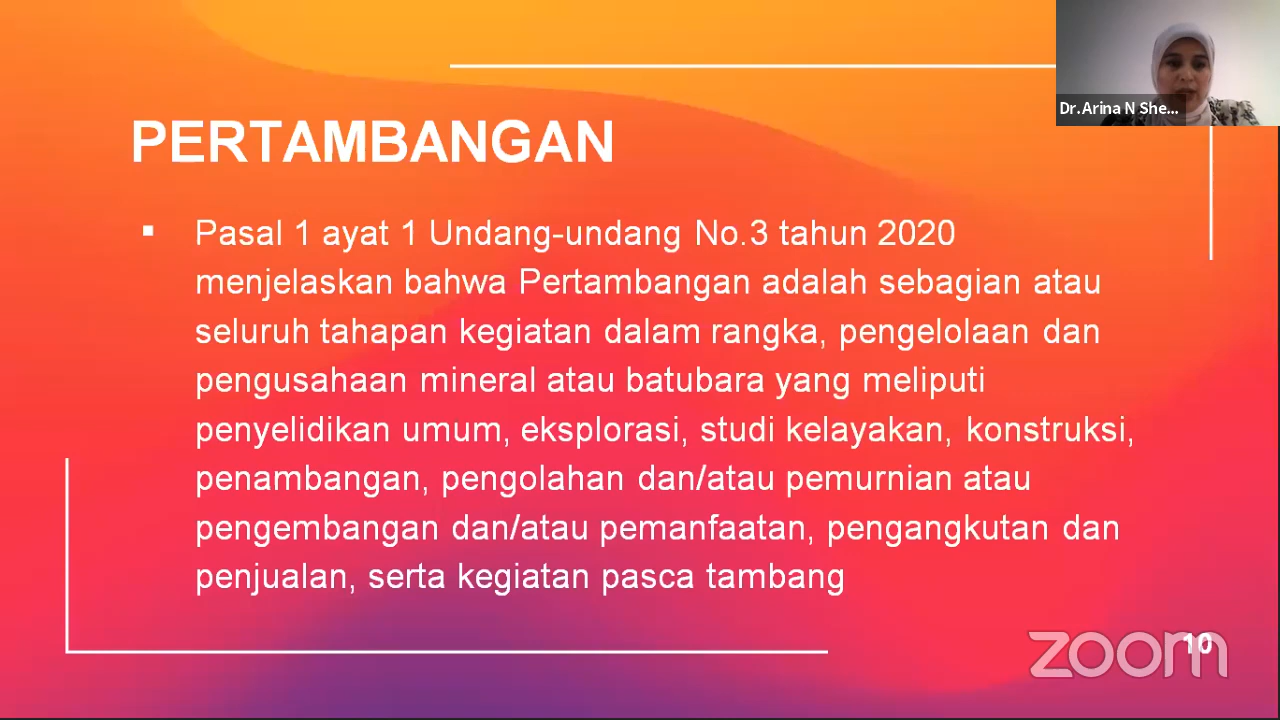 Dr.Arina N She...
PERTAMBANGAN
▪ Pasal 1 ayat 1 Undang-undang No.3 tahun 2020
menjelaskan bahwa Pertambangan adalah sebagian atau
seluruh tahapan kegiatan dalam rangka, pengelolaan dan
pengusahaan mineral atau batubara yang meliputi
penyelidikan umum, eksplorasi, studi kelayakan, konstruksi,
penambangan, pengolahan dan/atau pemurnian atau
pengembangan dan/atau pemanfaatan, pengangkutan dan
penjualan, serta kegiatan pasca tambang
10
zoom